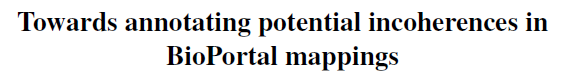 Towards annotating potential incoherences in
BioPortal mappings